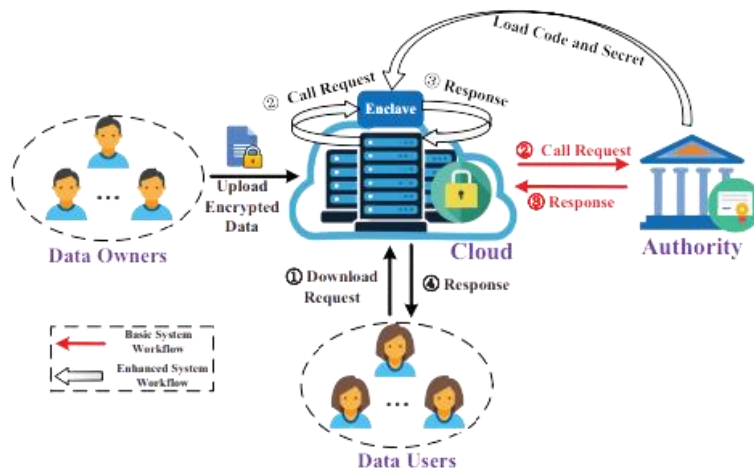 Load Code and Secret
② Call Request
③ Response
Enclave
② Call Request
③ Response
Upload
Encrypted
Data
Cloud
Authority
Data Owners
① Download
Request
④ Response
Basic System
Workflow
Enhanced System
Workflow
...
...
Data Users